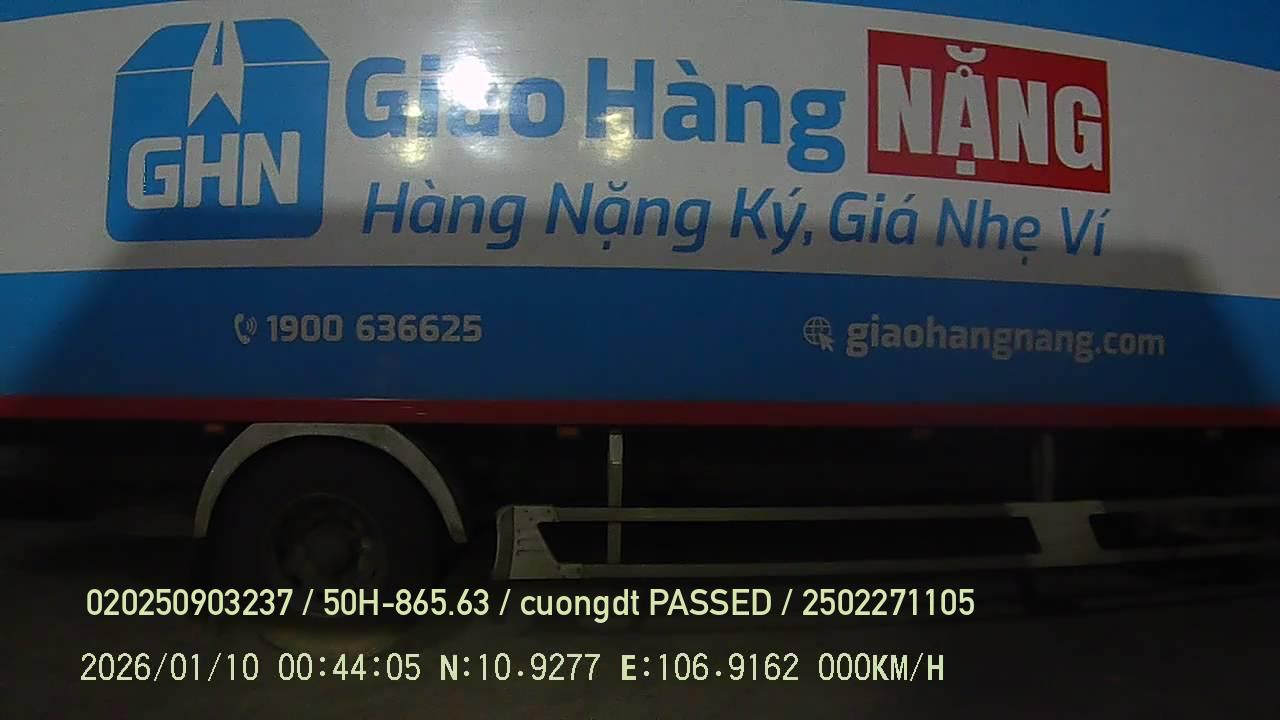 GHN
Giao Hàng NẶNG
Hàng Nặng Ký, Giá Nhẹ Ví
1900 636625
giaohangnang.com
020250903237 / 50H-865.63 / cuongdt PASSED / 2502271105
2026/01/10 00:44:05 N:10.9277 E:106.9162 000KM/H